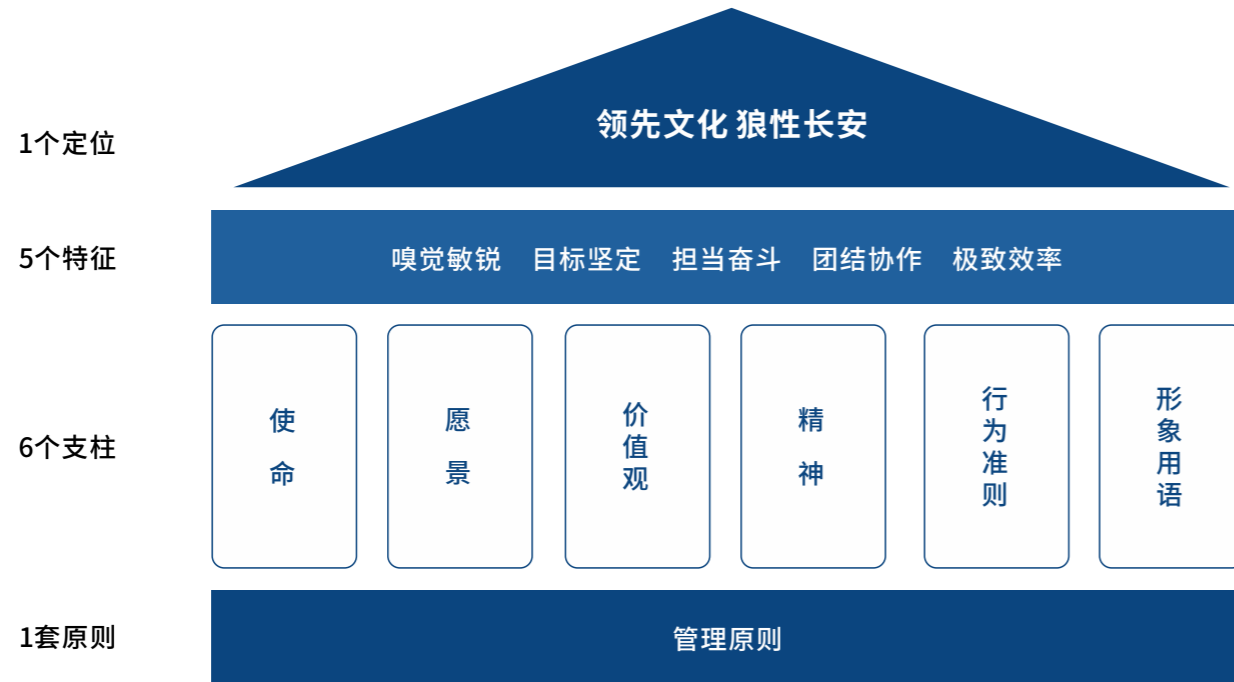 1个定位
领先文化 狼性长安
5个特征
嗅觉敏锐 目标坚定 担当奋斗 团结协作 极致效率
6个支柱
使命
愿景
价值观
精神
行为准则
形象用语
1套原则
管理原则